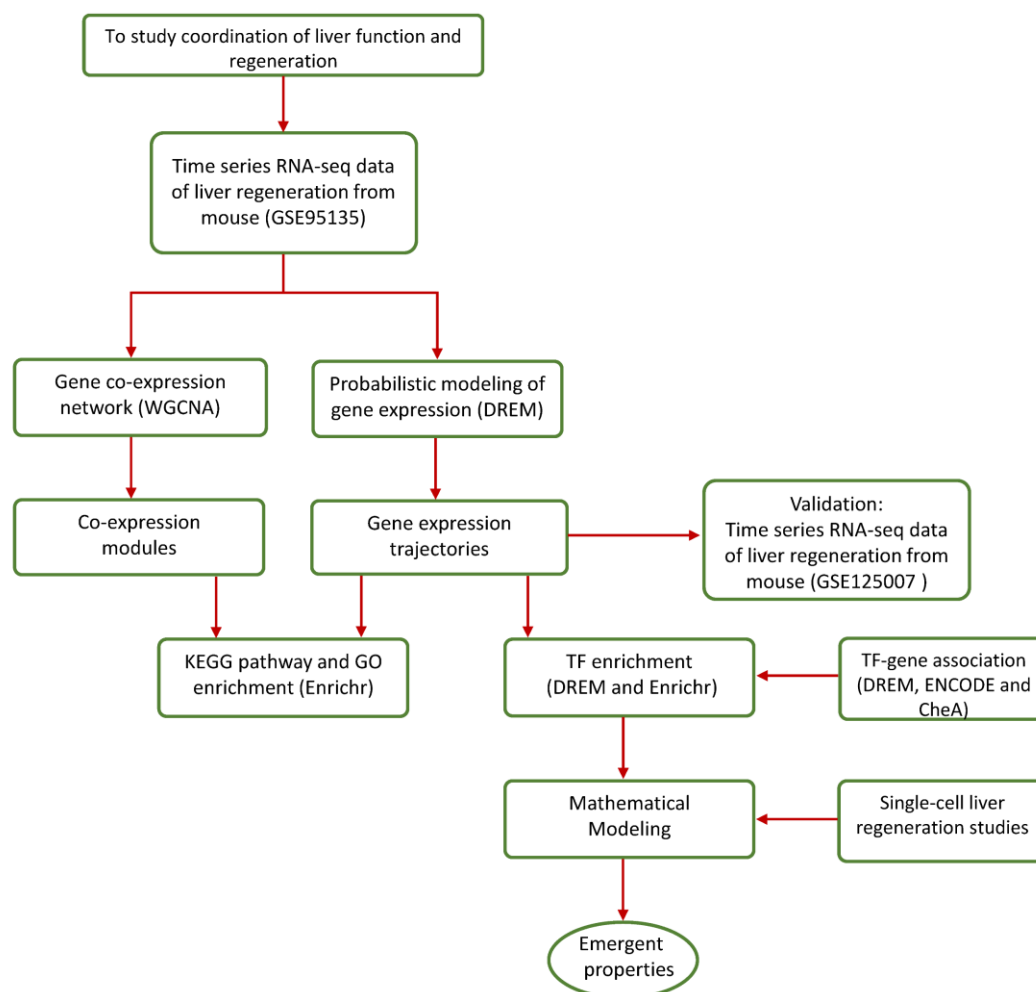 To study coordination of liver function and
regeneration
Time series RNA-seq data
of liver regeneration from
mouse (GSE95135)
Gene co-expression
network (WGCNA)
Probabilistic modeling of
gene expression (DREM)
Co-expression
modules
Gene expression
trajectories
Validation:
Time series RNA-seq data
of liver regeneration from
mouse (GSE125007 )
KEGG pathway and GO
enrichment (Enrichr)
TF enrichment
(DREM and Enrichr)
TF-gene association
(DREM, ENCODE and
CheA)
Mathematical
Modeling
Single-cell liver
regeneration studies
Emergent
properties